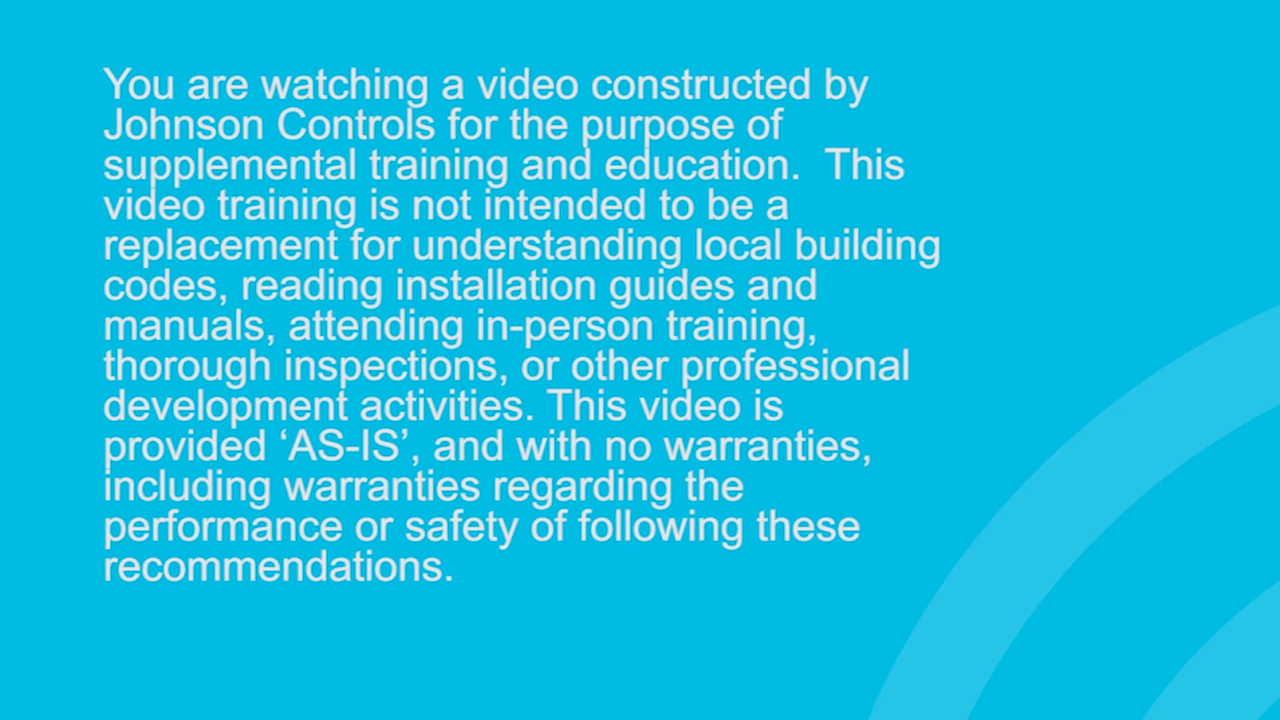 You are watching a video constructed by
Johnson Controls for the purpose of
supplemental training and education.  This
video training is not intended to be a
replacement for understanding local building
codes, reading installation guides and
manuals, attending in-person training,
thorough inspections, or other professional
development activities. This video is
provided ‘AS-IS’, and with no warranties,
including warranties regarding the
performance or safety of following these
recommendations.